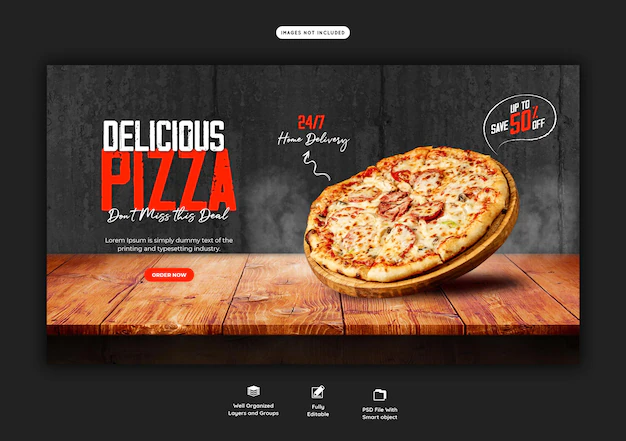 IMAGES NOT INCLUDED
DELICIOUS
PIZZA
Don't Miss this Deal
Lorem Ipsum is simply dummy text of the
printing and typesetting industry.
ORDER NOW
24/7
Home Delivery
UP TO
SAVE 50% OFF
Well Organized
Layers and Groups
Fully
Editable
PSD File With
Smart object